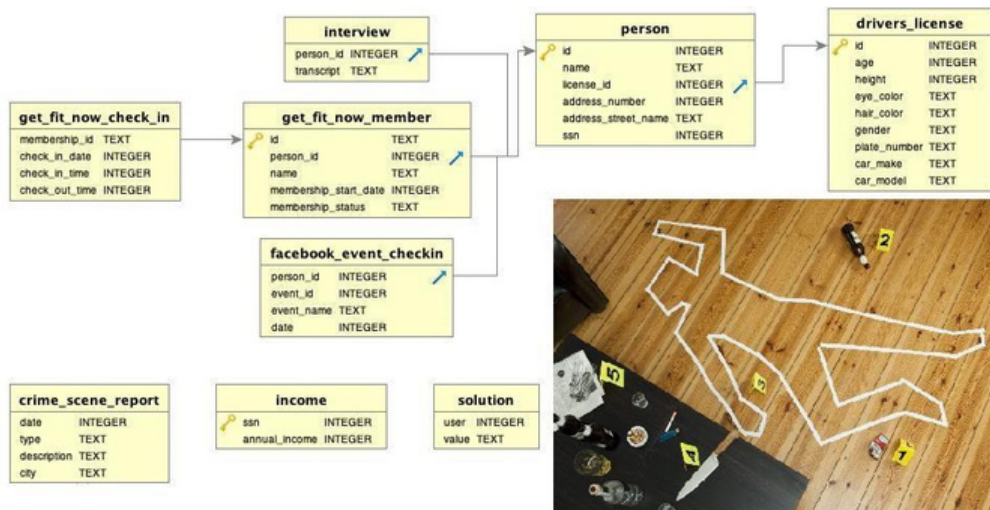 interview
person_id INTEGER
transcript TEXT
person
id INTEGER
name TEXT
license_id INTEGER
address_number INTEGER
address_street_name TEXT
ssn INTEGER
drivers_license
id INTEGER
age INTEGER
height INTEGER
eye_color TEXT
hair_color TEXT
gender TEXT
plate_number TEXT
car_make TEXT
car_model TEXT
get_fit_now_check_in
membership_id TEXT
check_in_date INTEGER
check_in_time INTEGER
check_out_time INTEGER
get_fit_now_member
id TEXT
person_id INTEGER
name TEXT
membership_start_date INTEGER
membership_status TEXT
facebook_event_checkin
person_id INTEGER
event_id INTEGER
event_name TEXT
date INTEGER
crime_scene_report
date INTEGER
type TEXT
description TEXT
city TEXT
income
ssn INTEGER
annual_income INTEGER
solution
user INTEGER
value TEXT
2
5
3
4
1